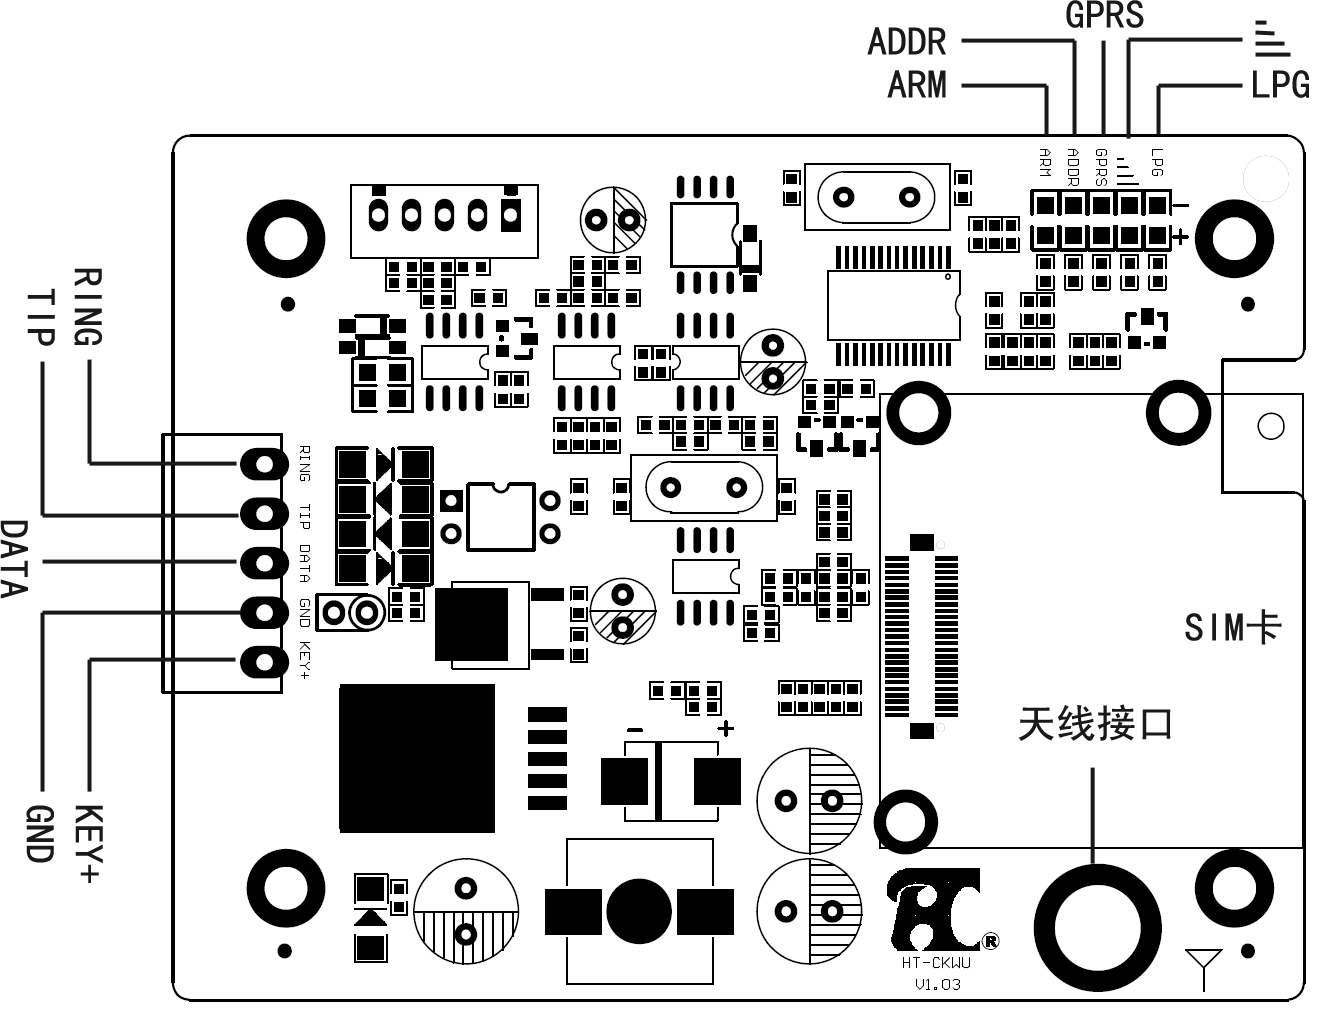 GPRS
ADDR
ARM
LPG
ARM
ADDR
GPRS
LPG
−
+
RING
TIP
DATA
GND
KEY+
RING
TIP
DATA
GND
KEY+
SIM卡
天线接口
- +
®
HT-CKWU
V1.03